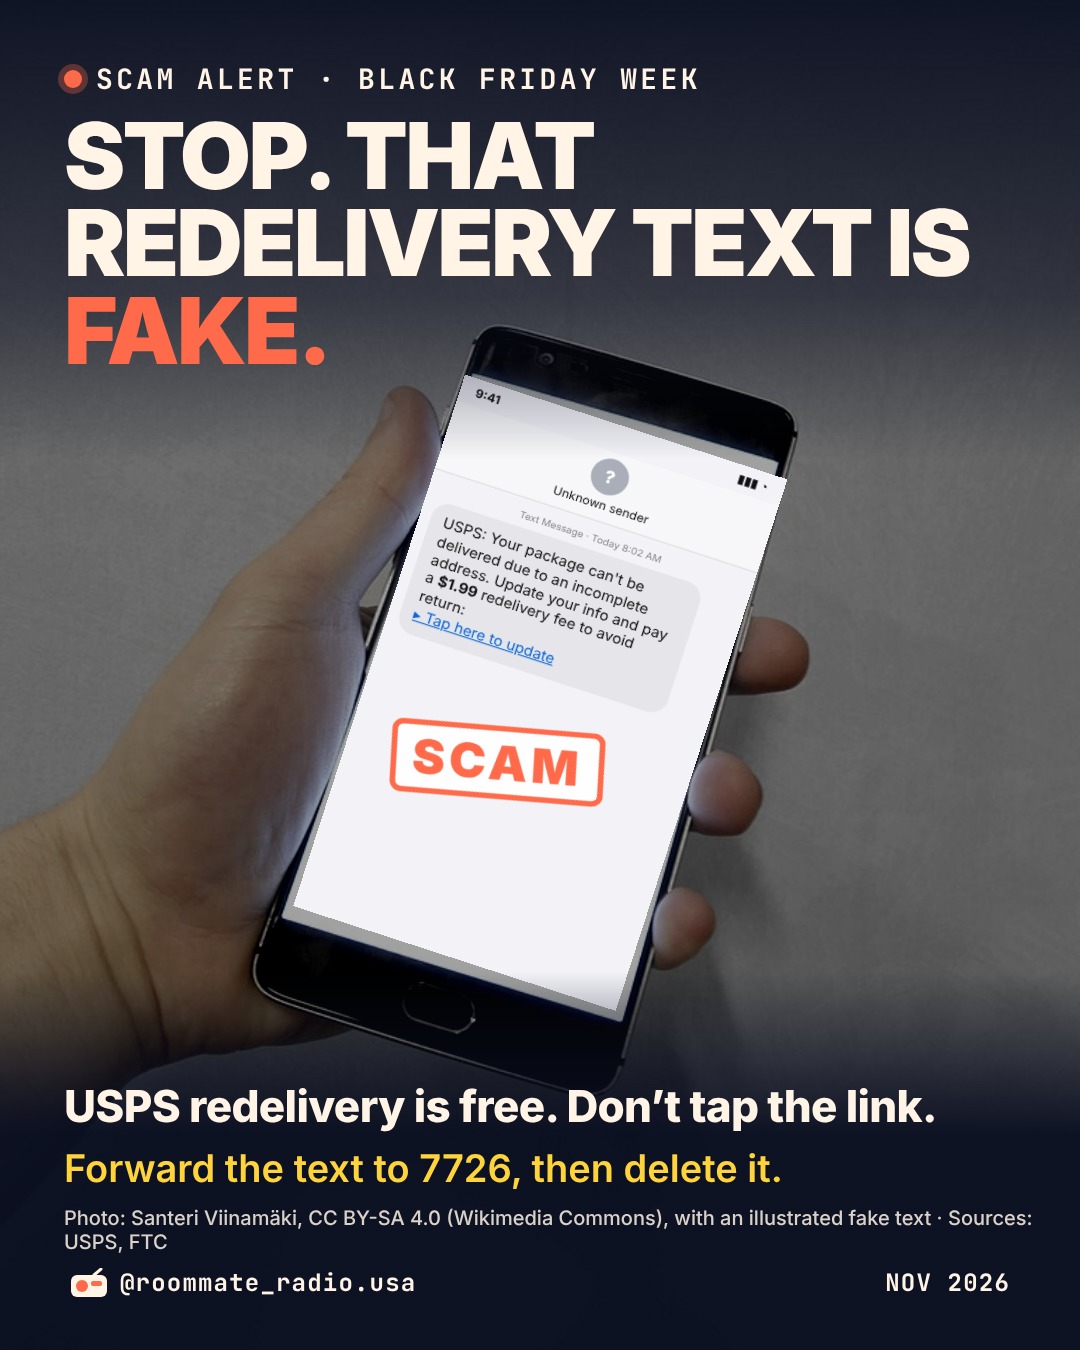 SCAM ALERT · BLACK FRIDAY WEEK
STOP. THAT
REDELIVERY TEXT IS
FAKE.
9:41
?
Unknown sender
Text Message · Today 8:02 AM
USPS: Your package can't be
delivered due to an incomplete
address. Update your info and pay
a $1.99 redelivery fee to avoid
return:
▸ Tap here to update
SCAM
USPS redelivery is free. Don’t tap the link.
Forward the text to 7726, then delete it.
Photo: Santeri Viinamäki, CC BY-SA 4.0 (Wikimedia Commons), with an illustrated fake text · Sources:
USPS, FTC
@roommate_radio.usa
NOV 2026